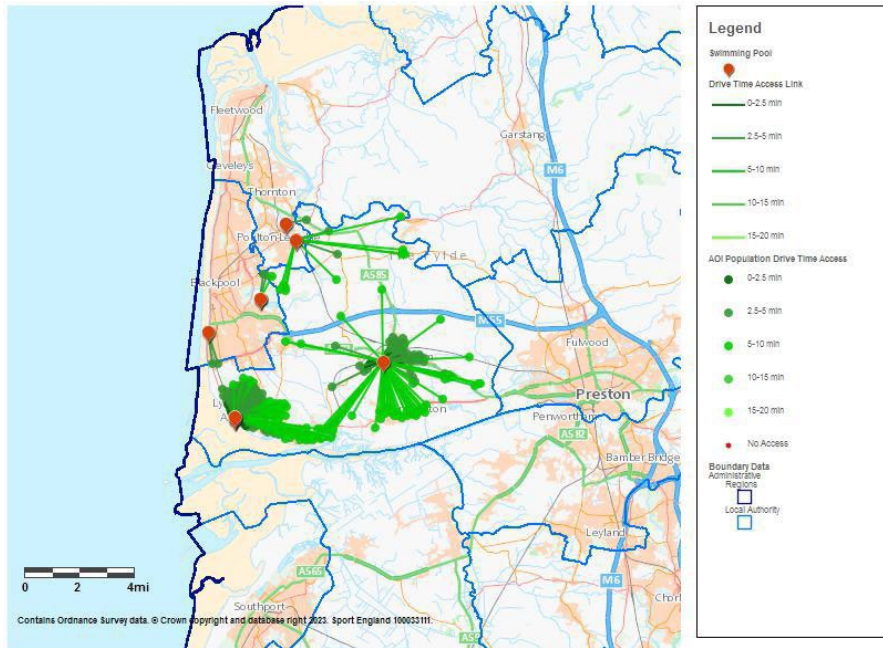 Fleetwood
Cleveleys
Garstang
Thornton
M6
Blackpool
A585
M55
Fulwood
Preston
Penwortham
A582
Bamber Bridge
Leyland
A565
M6
Southport
0 2 4mi
Contains Ordnance Survey data. © Crown copyright and database right 2023. Sport England 100033111.
Legend
Swimming Pool
Drive Time Access Link
0-2.5 min
2.5-5 min
5-10 min
10-15 min
15-20 min
AOI Population Drive Time Access
0-2.5 min
2.5-5 min
5-10 min
10-15 min
15-20 min
No Access
Boundary Data
Administrative
Regions
Local Authority